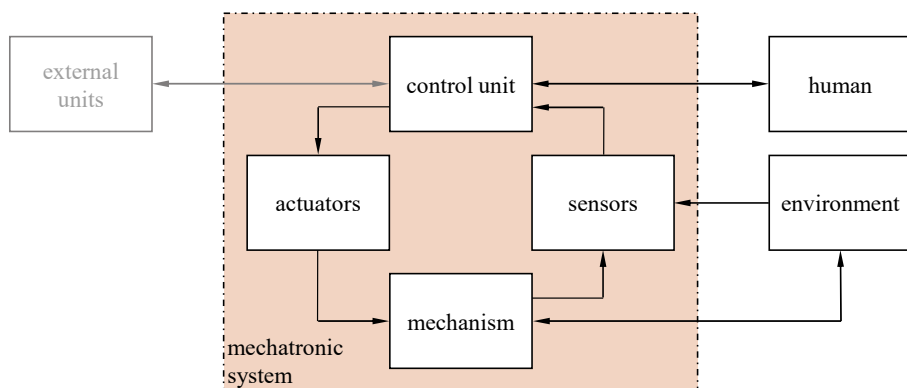 external
units
control unit
human
actuators
sensors
environment
mechanism
mechatronic
system